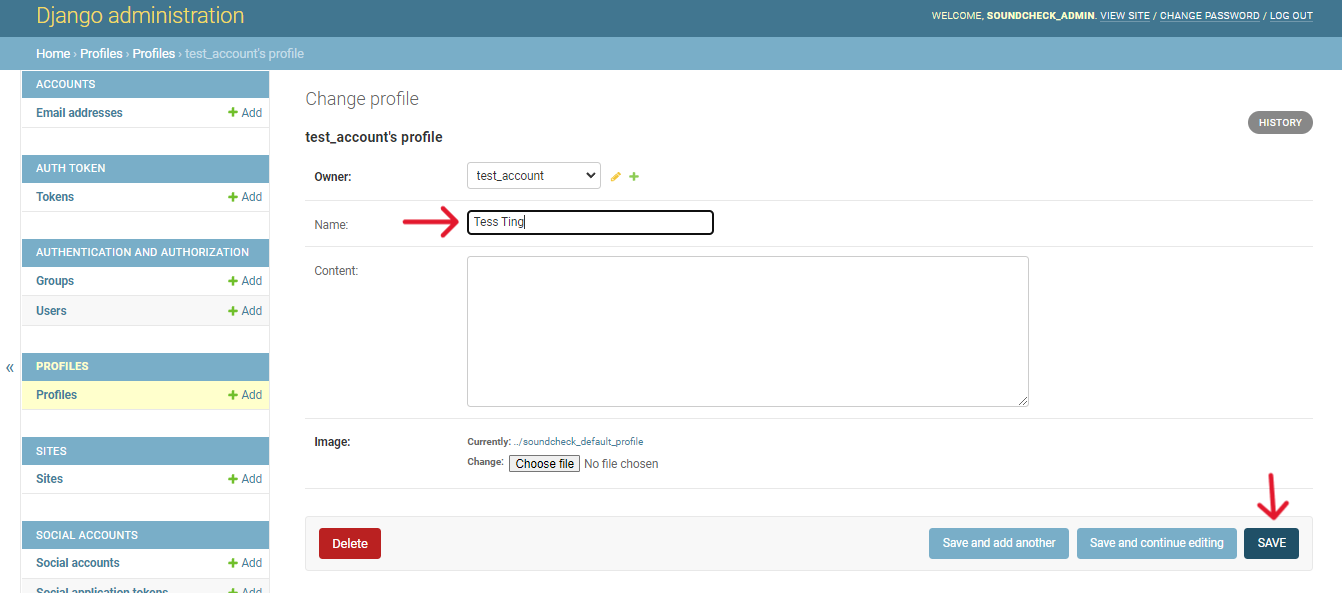 Django administration
WELCOME, SOUNDCHECK_ADMIN. VIEW SITE / CHANGE PASSWORD / LOG OUT
Home › Profiles › Profiles › test_account's profile
«
ACCOUNTS
Email addresses + Add
AUTH TOKEN
Tokens + Add
AUTHENTICATION AND AUTHORIZATION
Groups + Add
Users + Add
PROFILES
Profiles + Add
SITES
Sites + Add
SOCIAL ACCOUNTS
Social accounts + Add
Social application tokens + Add
Change profile
HISTORY
test_account's profile
Owner: test_account
Name: Tess Ting
Content:
Image: Currently: ../soundcheck_default_profile
Change: Choose file No file chosen
Delete Save and add another Save and continue editing SAVE